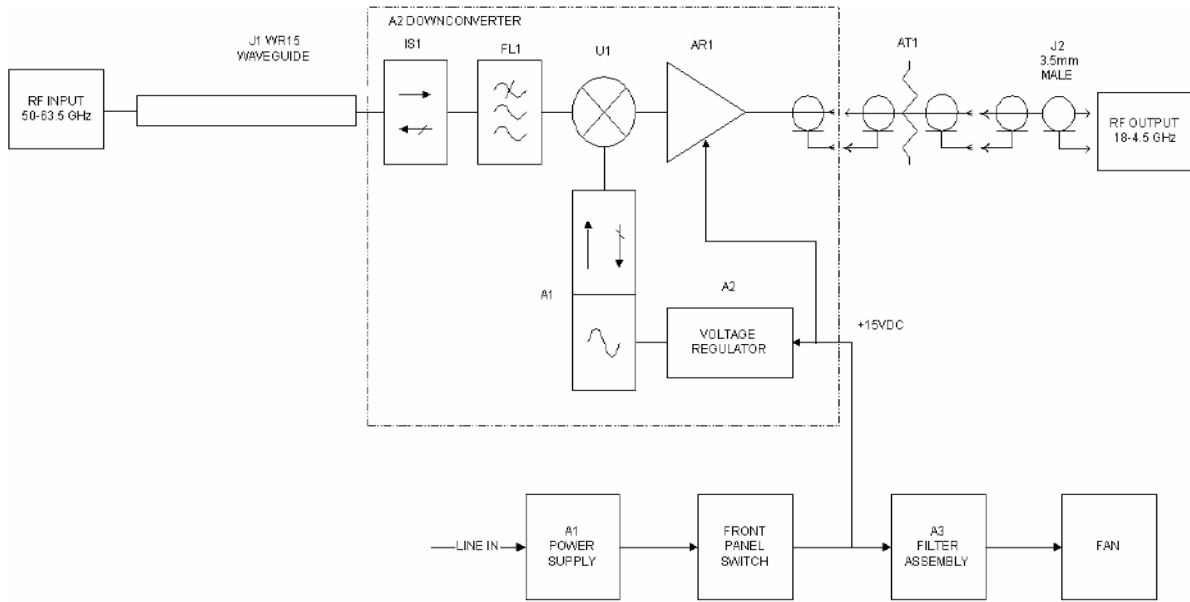 A2 DOWNCONVERTER
J1 WR15
WAVEGUIDE
IS1
FL1
U1
AR1
AT1
J2
3.5mm
MALE
RF INPUT
50-63.5 GHz
RF OUTPUT
18-4.5 GHz
A1
A2
VOLTAGE
REGULATOR
+15VDC
LINE IN
A1
POWER
SUPPLY
FRONT
PANEL
SWITCH
A3
FILTER
ASSEMBLY
FAN